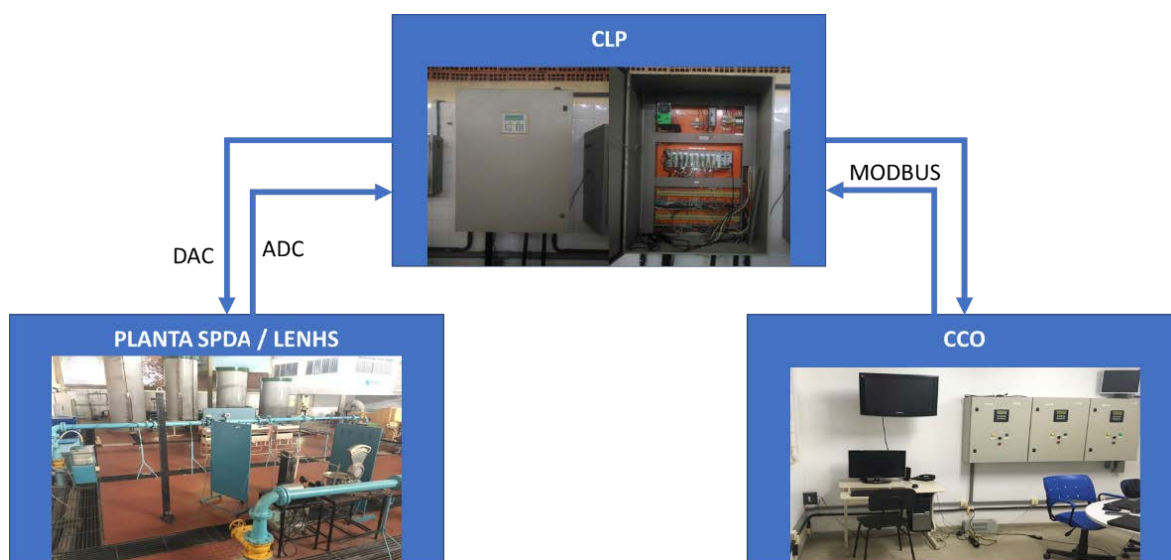 CLP
MODBUS
DAC
ADC
PLANTA SPDA / LENHS
CCO